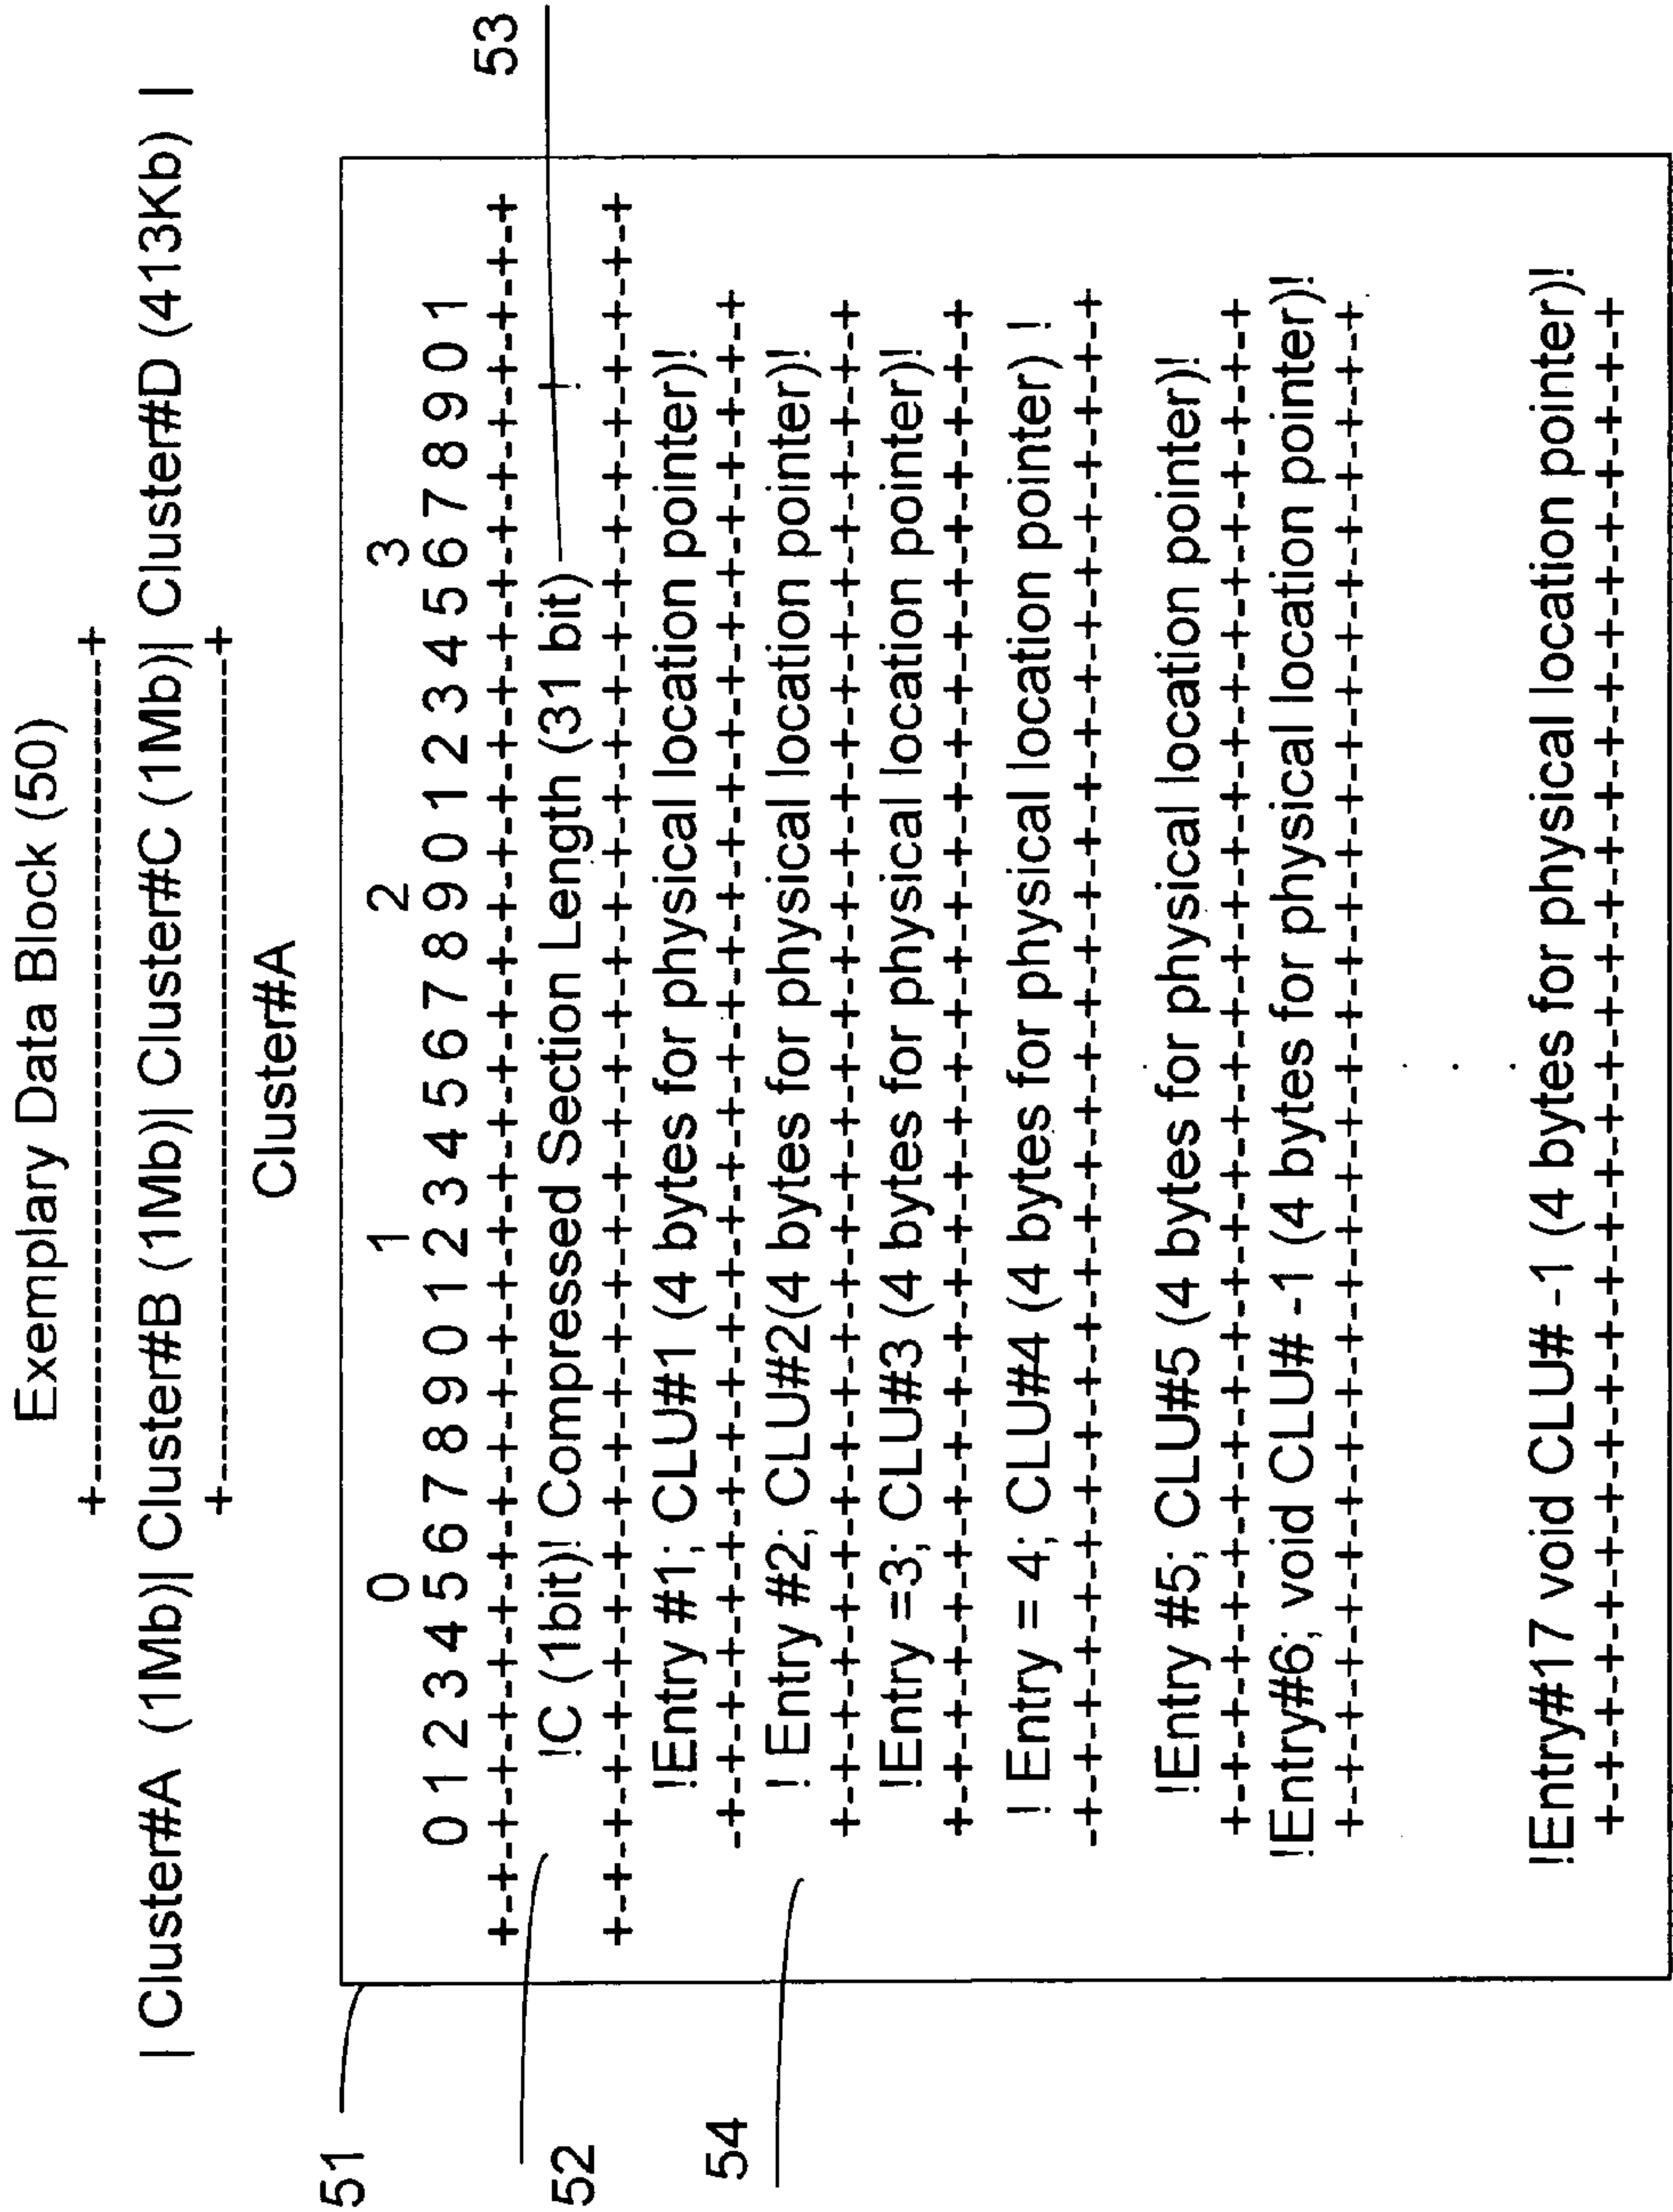 Exemplary Data Block (50)
+-----------------------------------------------+
| Cluster#A (1Mb)| Cluster#B (1Mb)| Cluster#C (1Mb)| Cluster#D (413Kb) |
+-----------------------------------------------+
Cluster#A
51
0 1 2 3
0 1 2 3 4 5 6 7 8 9 0 1 2 3 4 5 6 7 8 9 0 1 2 3 4 5 6 7 8 9 0 1
+-+-+-+-+-+-+-+-+-+-+-+-+-+-+-+-+-+-+-+-+-+-+-+-+-+-+-+-+-+-+-+-+
52
!C (1bit)! Compressed Section Length (31 bit) !
53
+-+-+-+-+-+-+-+-+-+-+-+-+-+-+-+-+-+-+-+-+-+-+-+-+-+-+-+-+-+-+-+-+
!Entry #1; CLU#1 (4 bytes for physical location pointer)!
-+-+-+-+-+-+-+-+-+-+-+-+-+-+-+-+-+-+-+-+-+-+-+-+-+-+-+-+-+
54
! Entry #2; CLU#2(4 bytes for physical location pointer)!
+-+-+-+-+-+-+-+-+-+-+-+-+-+-+-+-+-+-+-+-+-+-+-+-+-+-+-+-+
!Entry =3; CLU#3 (4 bytes for physical location pointer)!
+-+-+-+-+-+-+-+-+-+-+-+-+-+-+-+-+-+-+-+-+-+-+-+-+-+-+-+-+
! Entry = 4; CLU#4 (4 bytes for physical location pointer) !
-+-+-+-+-+-+-+-+-+-+-+-+-+-+-+-+-+-+-+-+-+-+-+-+-+-+-+-+-+
!Entry #5; CLU#5 (4 bytes for physical location pointer)!
+-+-+-+-+-+-+-+-+-+-+-+-+-+-+-+-+-+-+-+-+-+-+-+-+-+-+-+-+
!Entry#6; void CLU# -1 (4 bytes for physical location pointer)!
+-+-+-+-+-+-+-+-+-+-+-+-+-+-+-+-+-+-+-+-+-+-+-+-+-+-+-+-+
.
.
.
!Entry#17 void CLU# -1 (4 bytes for physical location pointer)!
+-+-+-+-+-+-+-+-+-+-+-+-+-+-+-+-+-+-+-+-+-+-+-+-+-+-+-+-+